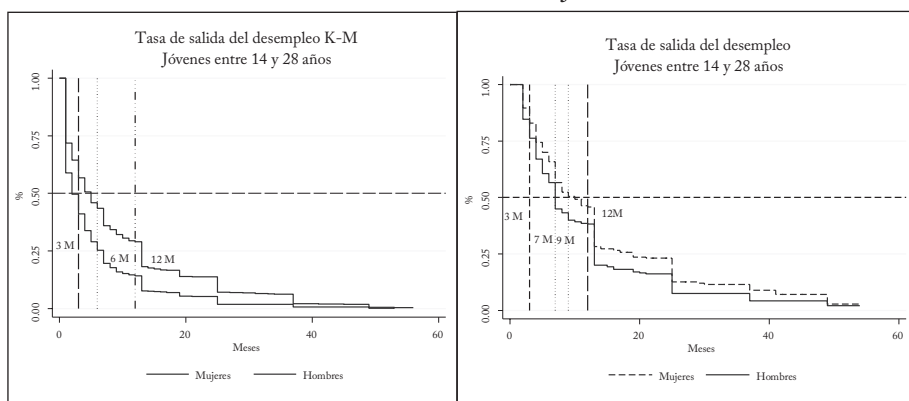 Tasa de salida del desempleo K-M
Jóvenes entre 14 y 28 años
1.00
0.75
0.50
0.25
0.00
%
3 M
6 M
12 M
0
20
40
60
Meses
Mujeres
Hombres
Tasa de salida del desempleo
Jóvenes entre 14 y 28 años
1.00
0.75
0.50
0.25
0.00
%
3 M
7 M
9 M
12M
0
20
40
60
Meses
Mujeres
Hombres